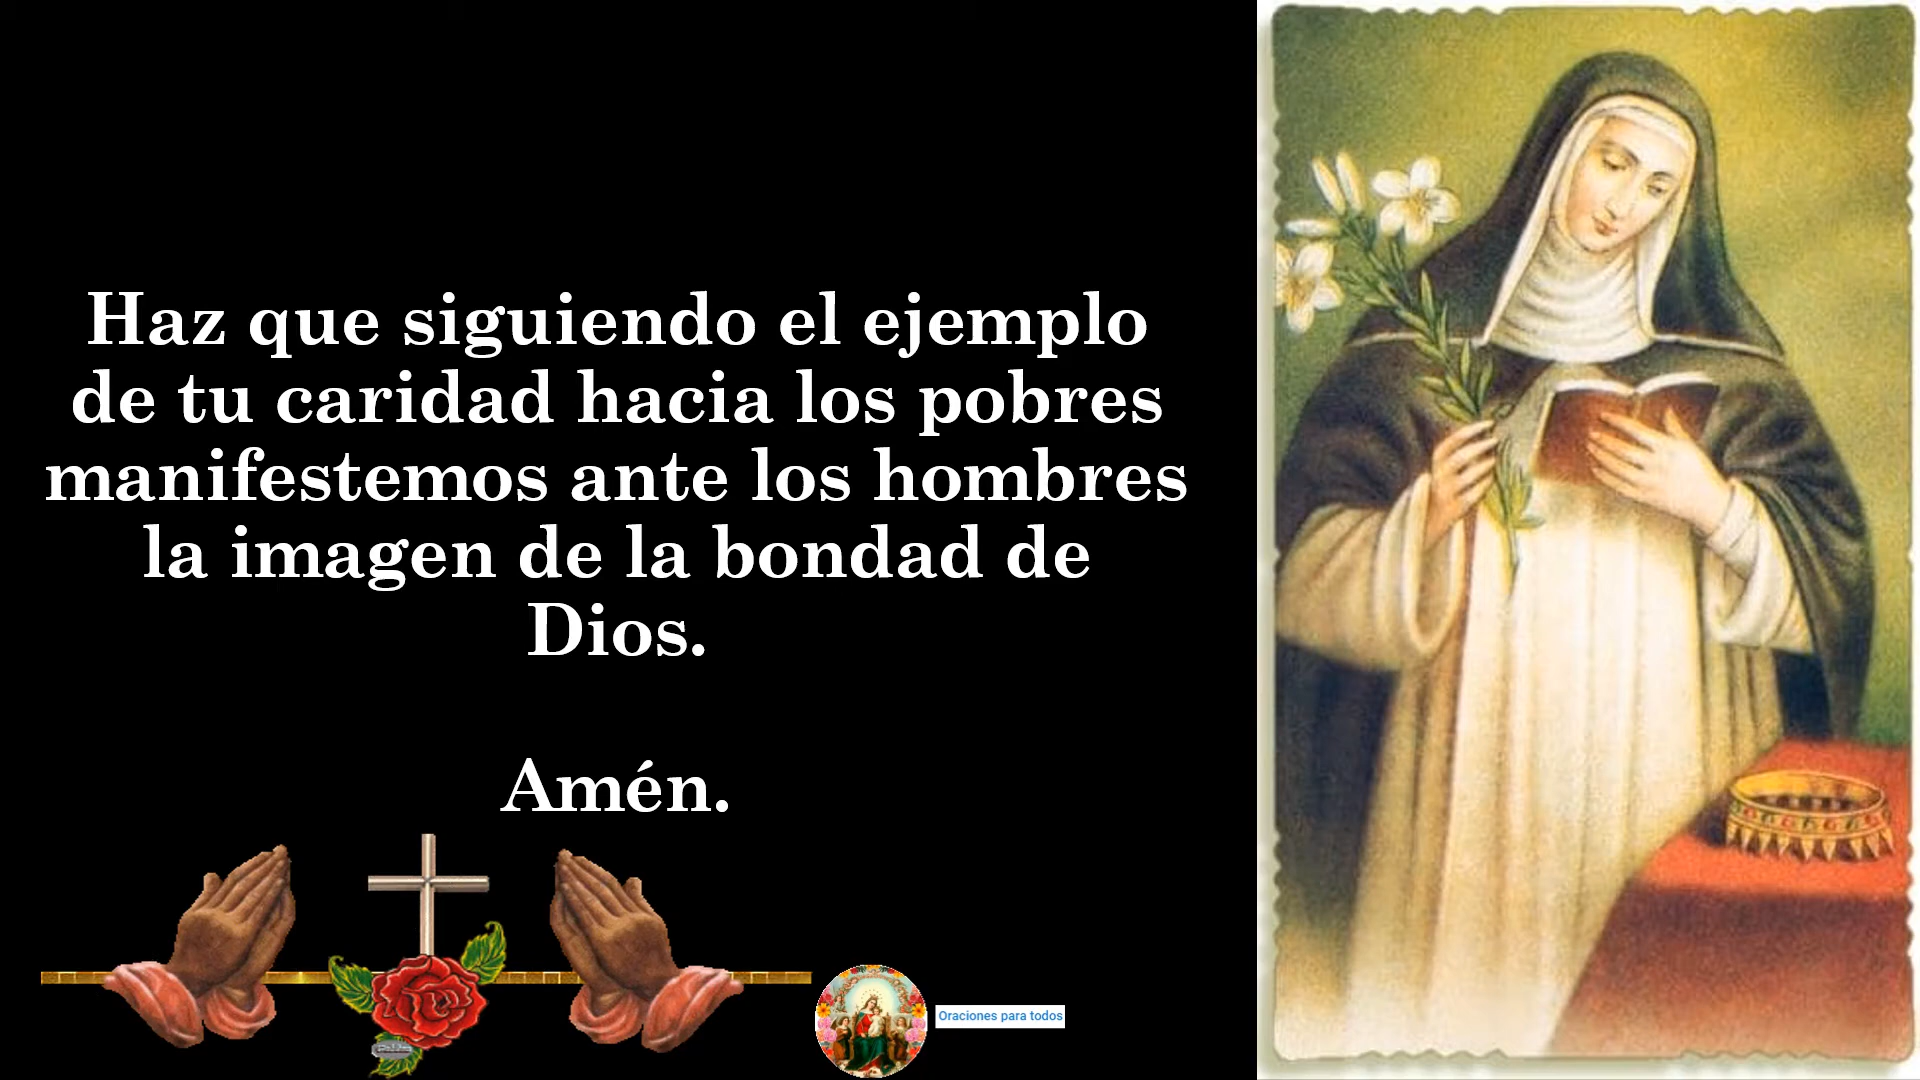 Haz que siguiendo el ejemplo
de tu caridad hacia los pobres
manifestemos ante los hombres
la imagen de la bondad de
Dios.
Amén.
Oraciones para todos